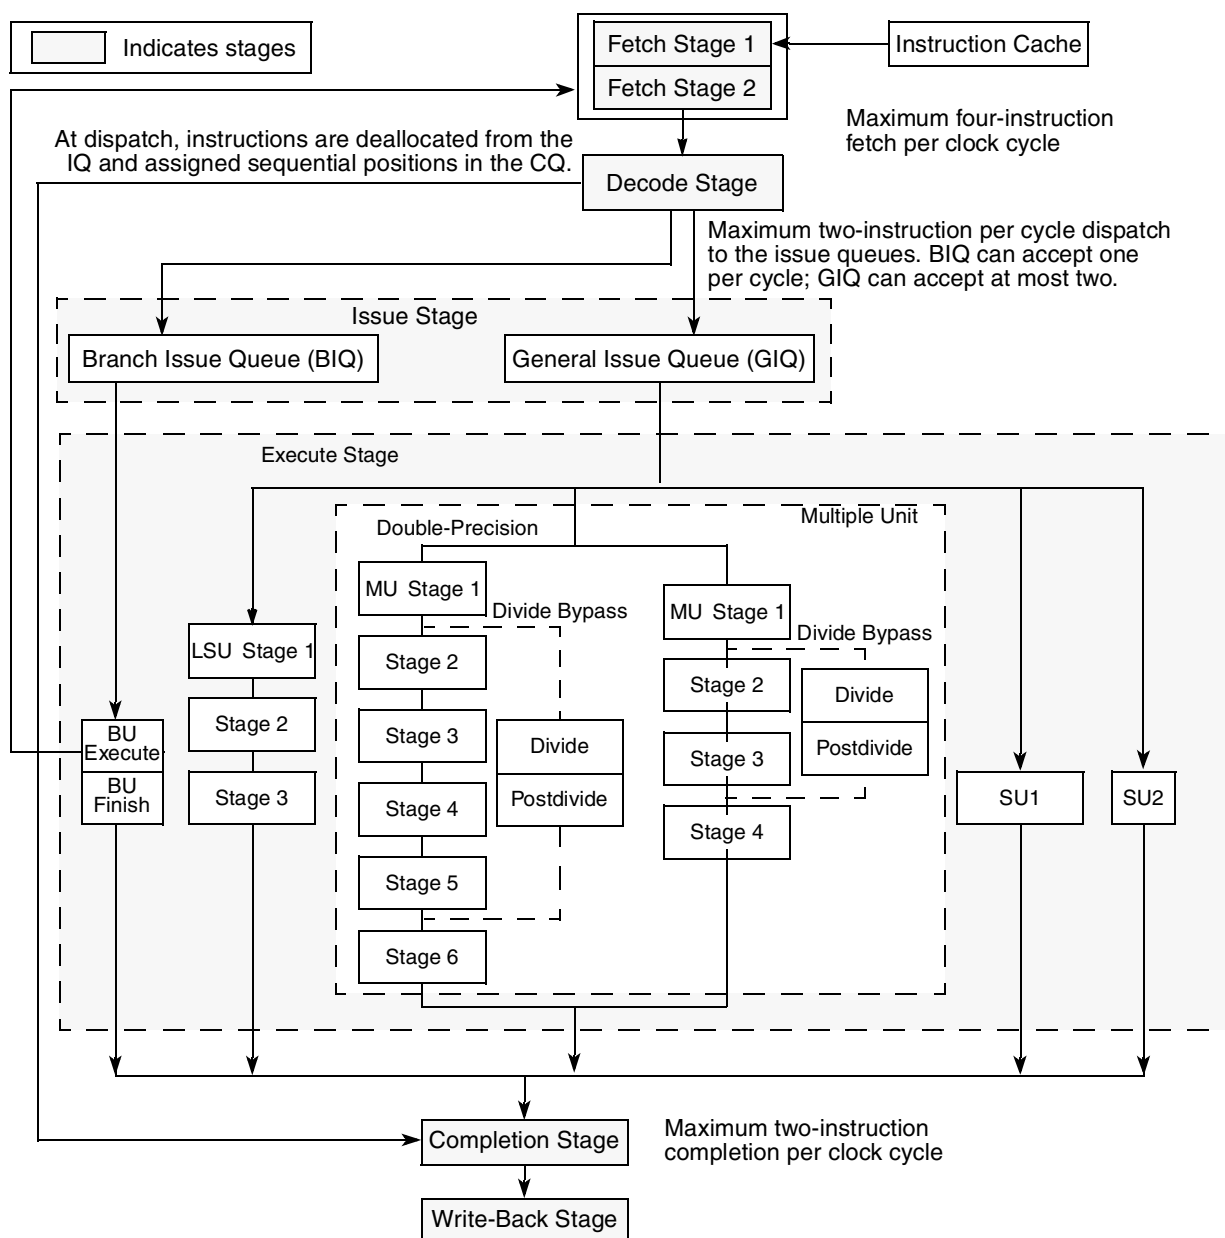 Indicates stages
Fetch Stage 1
Instruction Cache
Fetch Stage 2
Maximum four-instruction
fetch per clock cycle
At dispatch, instructions are deallocated from the
IQ and assigned sequential positions in the CQ.
Decode Stage
Maximum two-instruction per cycle dispatch
to the issue queues. BIQ can accept one
per cycle; GIQ can accept at most two.
Issue Stage
Branch Issue Queue (BIQ)
General Issue Queue (GIQ)
Execute Stage
Multiple Unit
Double-Precision
MU Stage 1
Divide Bypass
Stage 2
Stage 3
Stage 4
Stage 5
Stage 6
Divide
Postdivide
MU Stage 1
Divide Bypass
Stage 2
Stage 3
Stage 4
Divide
Postdivide
LSU Stage 1
Stage 2
Stage 3
BU
Execute
BU
Finish
SU1
SU2
Completion Stage
Maximum two-instruction
completion per clock cycle
Write-Back Stage